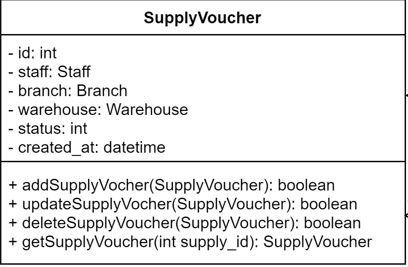 SupplyVoucher
- id: int
- staff: Staff
- branch: Branch
- warehouse: Warehouse
- status: int
- created_at: datetime
+ addSupplyVocher(SupplyVoucher): boolean
+ updateSupplyVocher(SupplyVoucher): boolean
+ deleteSupplyVoucher(SupplyVoucher): boolean
+ getSupplyVoucher(int supply_id): SupplyVoucher